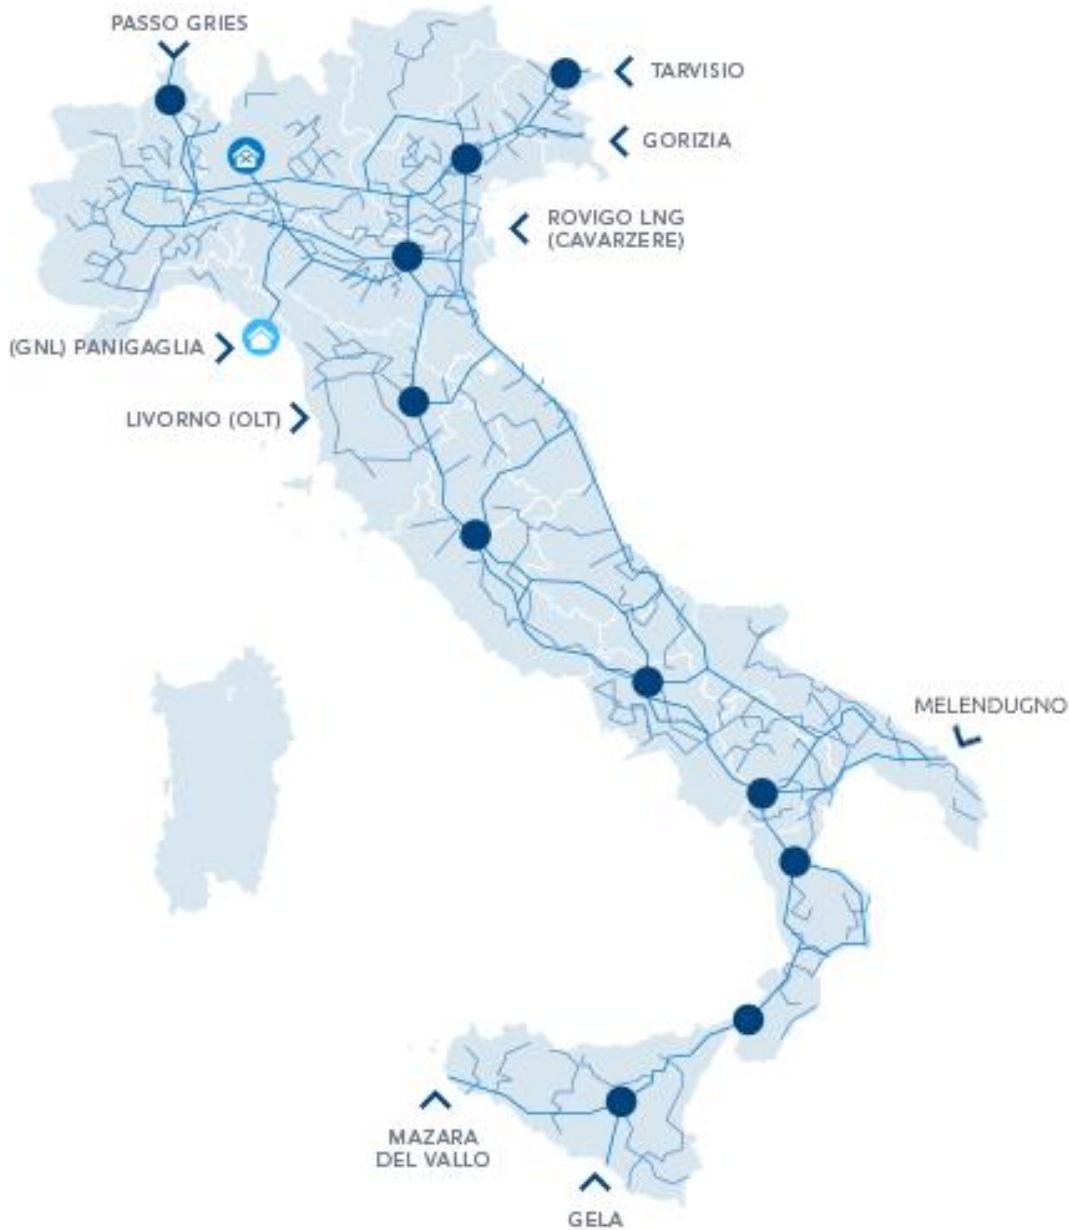 PASSO GRIES
TARVISIO
GORIZIA
ROVIGO LNG
(CAVARZERE)
(GNL) PANIGAGLIA
LIVORNO (OLT)
MELENDUGNO
MAZARA
DEL VALLO
GELA